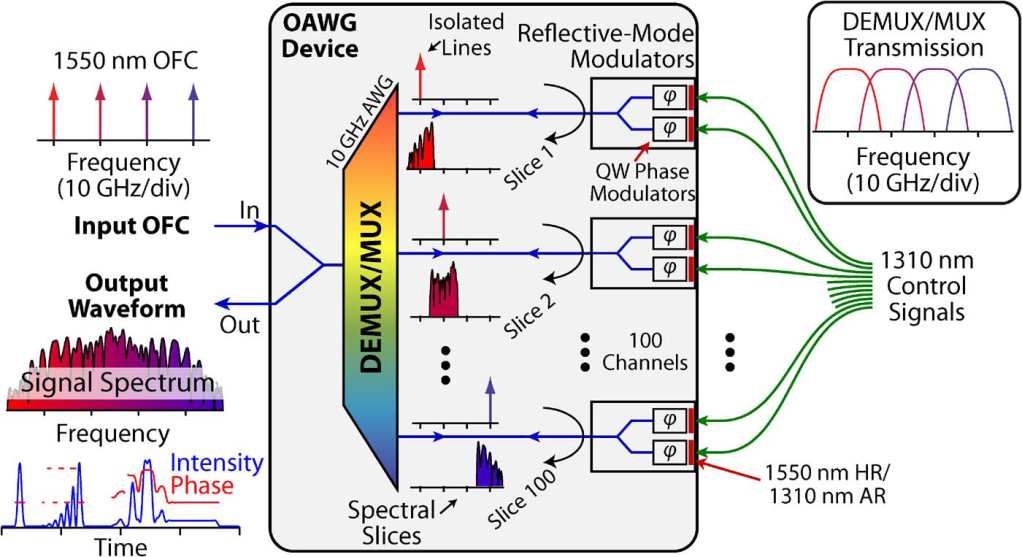 1550 nm OFC
Frequency
(10 GHz/div)
Input OFC
In
Output
Waveform
Out
Signal Spectrum
Frequency
Intensity
Phase
Time
OAWG
Device
10 GHz AWG
DEMUX/MUX
Isolated
Lines
Reflective-Mode
Modulators
φ
φ
Slice 1
QW Phase
Modulators
φ
φ
Slice 2
100
Channels
φ
φ
Slice 100
Spectral
Slices
DEMUX/MUX
Transmission
Frequency
(10 GHz/div)
1310 nm
Control
Signals
1550 nm HR/
1310 nm AR